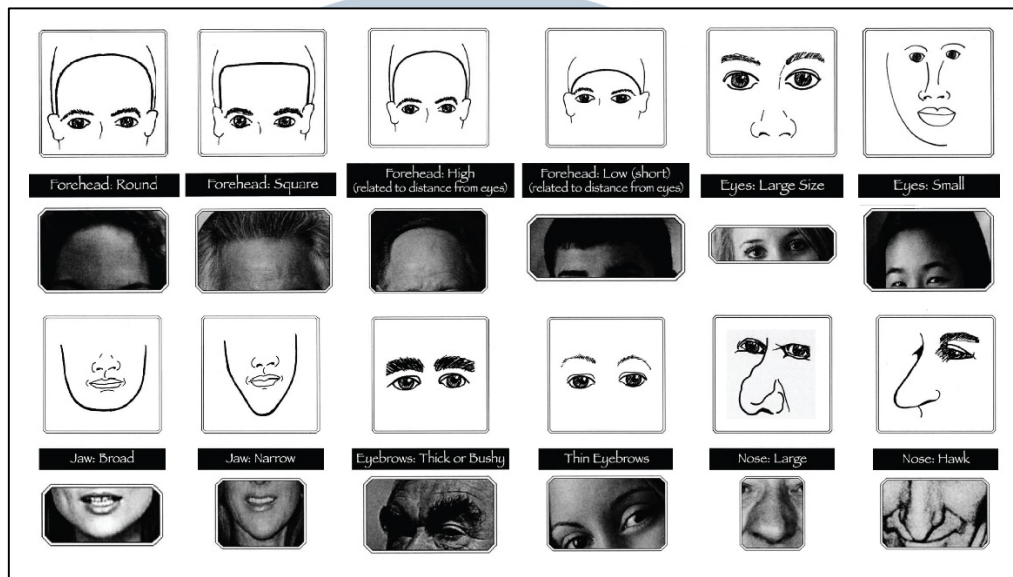 Forehead: Round
Forehead: Square
Forehead: High
(related to distance from eyes)
Forehead: Low (short)
(related to distance from eyes)
Eyes: Large Size
Eyes: Small
Jaw: Broad
Jaw: Narrow
Eyebrows: Thick or Bushy
Thin Eyebrows
Nose: Large
Nose: Hawk